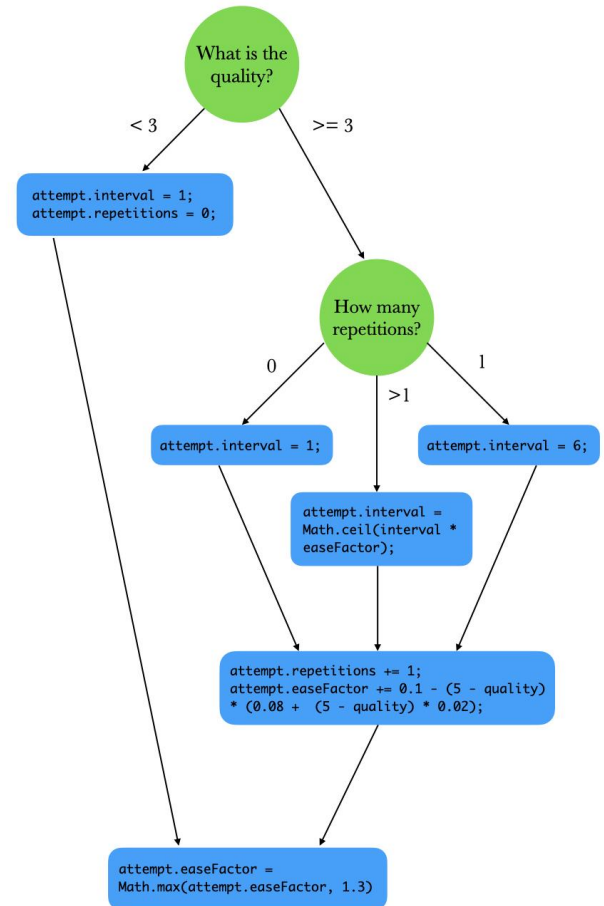 What is the
quality?
< 3
>= 3
attempt.interval = 1;
attempt.repetitions = 0;
How many
repetitions?
0
>1
1
attempt.interval = 1;
attempt.interval = 6;
attempt.interval =
Math.ceil(interval *
easeFactor);
attempt.repetitions += 1;
attempt.easeFactor += 0.1 - (5 - quality)
* (0.08 +  (5 - quality) * 0.02);
attempt.easeFactor =
Math.max(attempt.easeFactor, 1.3)